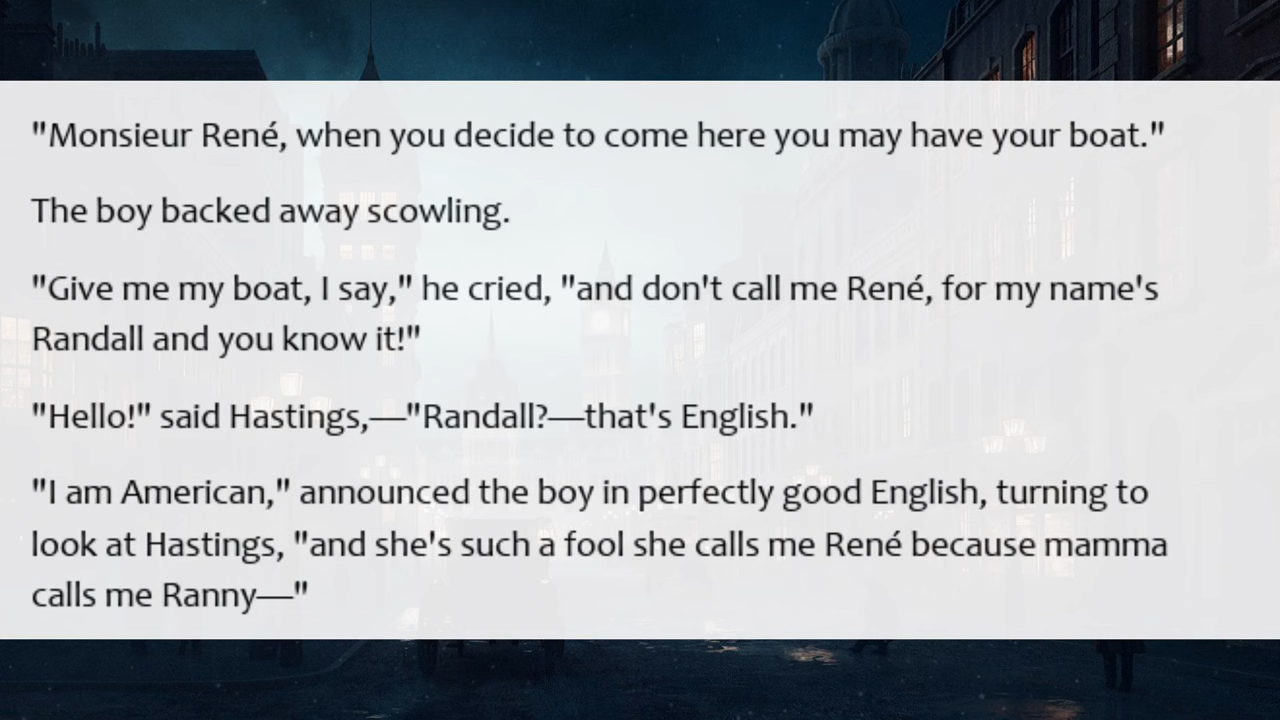 "Monsieur René, when you decide to come here you may have your boat."
The boy backed away scowling.
"Give me my boat, I say," he cried, "and don't call me René, for my name's
Randall and you know it!"
"Hello!" said Hastings,—"Randall?—that's English."
"I am American," announced the boy in perfectly good English, turning to
look at Hastings, "and she's such a fool she calls me René because mamma
calls me Ranny—"